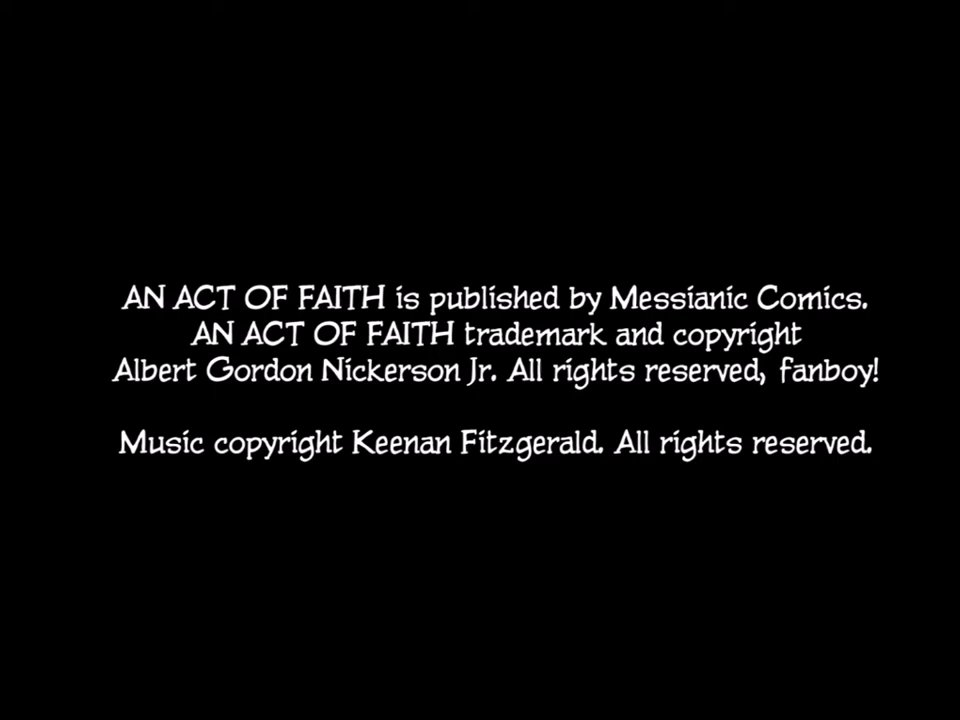 AN ACT OF FAITH is published by Messianic Comics.
AN ACT OF FAITH trademark and copyright
Albert Gordon Nickerson Jr. All rights reserved, fanboy!
Music copyright Keenan Fitzgerald. All rights reserved.